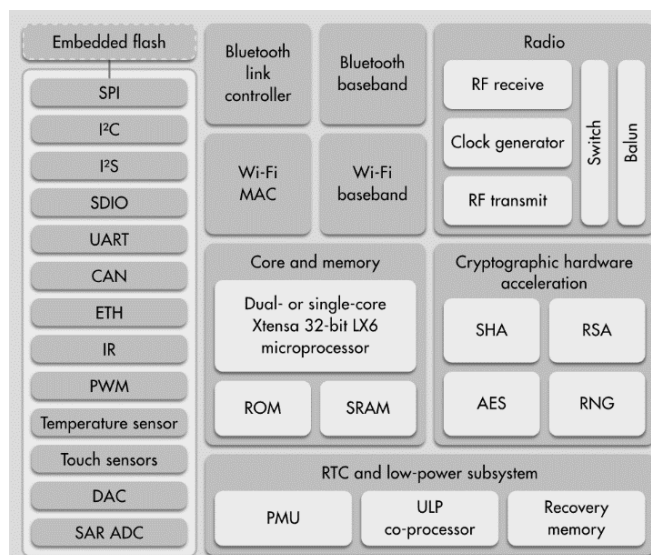 Embedded flash
SPI
I²C
I²S
SDIO
UART
CAN
ETH
IR
PWM
Temperature sensor
Touch sensors
DAC
SAR ADC
Bluetooth
link
controller
Bluetooth
baseband
Wi-Fi
MAC
Wi-Fi
baseband
Radio
RF receive
Clock generator
RF transmit
Switch
Balun
Core and memory
Dual- or single-core
Xtensa 32-bit LX6
microprocessor
ROM
SRAM
Cryptographic hardware
acceleration
SHA
RSA
AES
RNG
RTC and low-power subsystem
PMU
ULP
co-processor
Recovery
memory